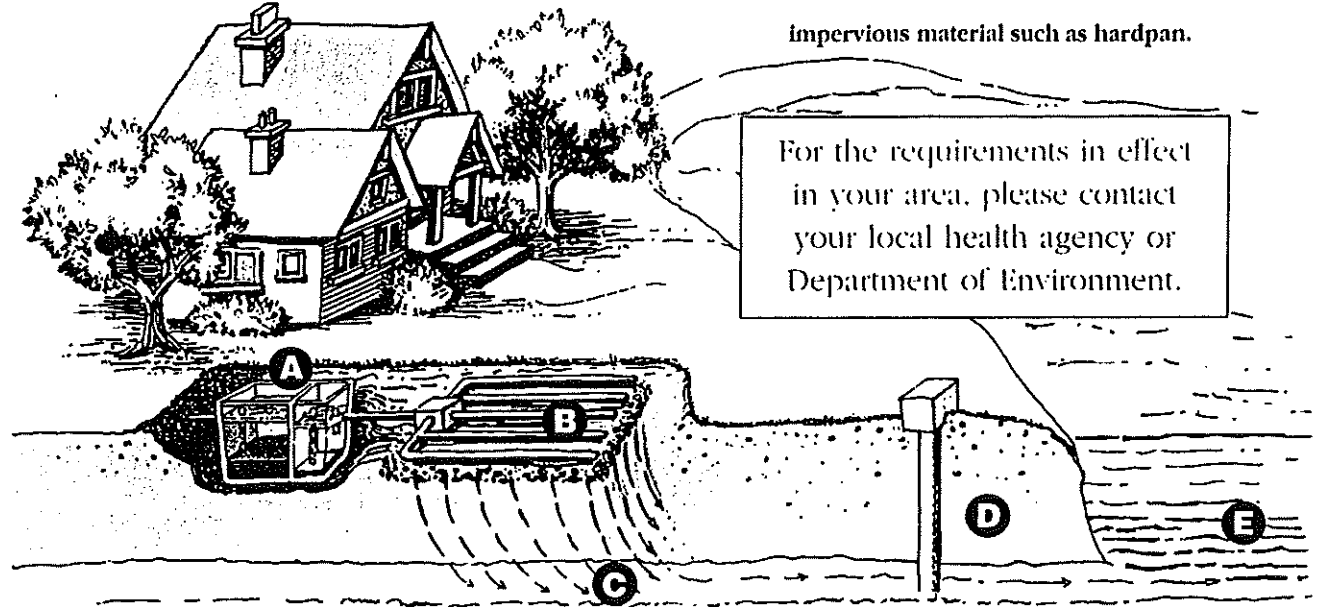 impervious material such as hardpan.
For the requirements in effect
in your area, please contact
your local health agency or
Department of Environment.
A
B
C
D
E